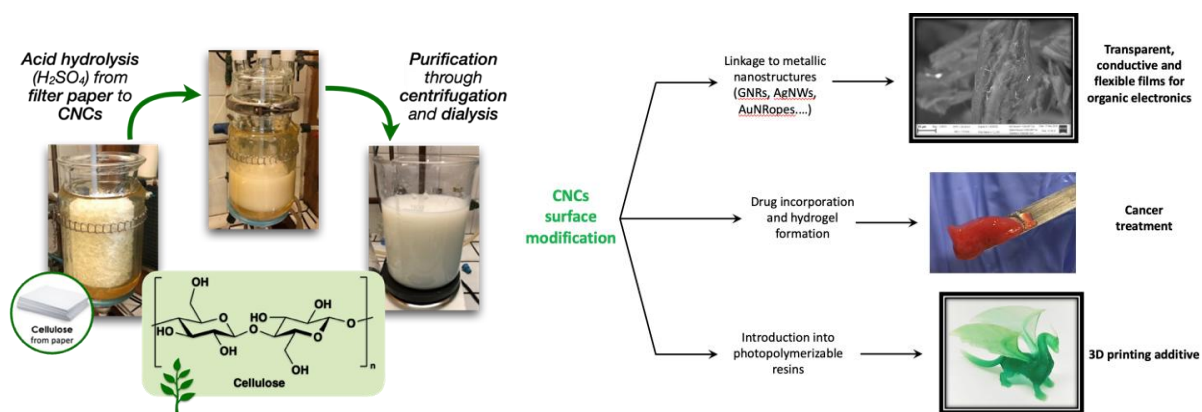 Acid hydrolysis
(H₂SO₄) from
filter paper to
CNCs
Purification
through
centrifugation
and dialysis
Cellulose
from paper
OH
HO
O
OH
O
HO
OH
O
OH
O
n
Cellulose
CNCs
surface
modification
Linkage to metallic
nanostructures
(GNRs, AgNWs,
AuNRopes....)
Transparent,
conductive and
flexible films for
organic electronics
Drug incorporation
and hydrogel
formation
Cancer
treatment
Introduction into
photopolymerizable
resins
3D printing additive